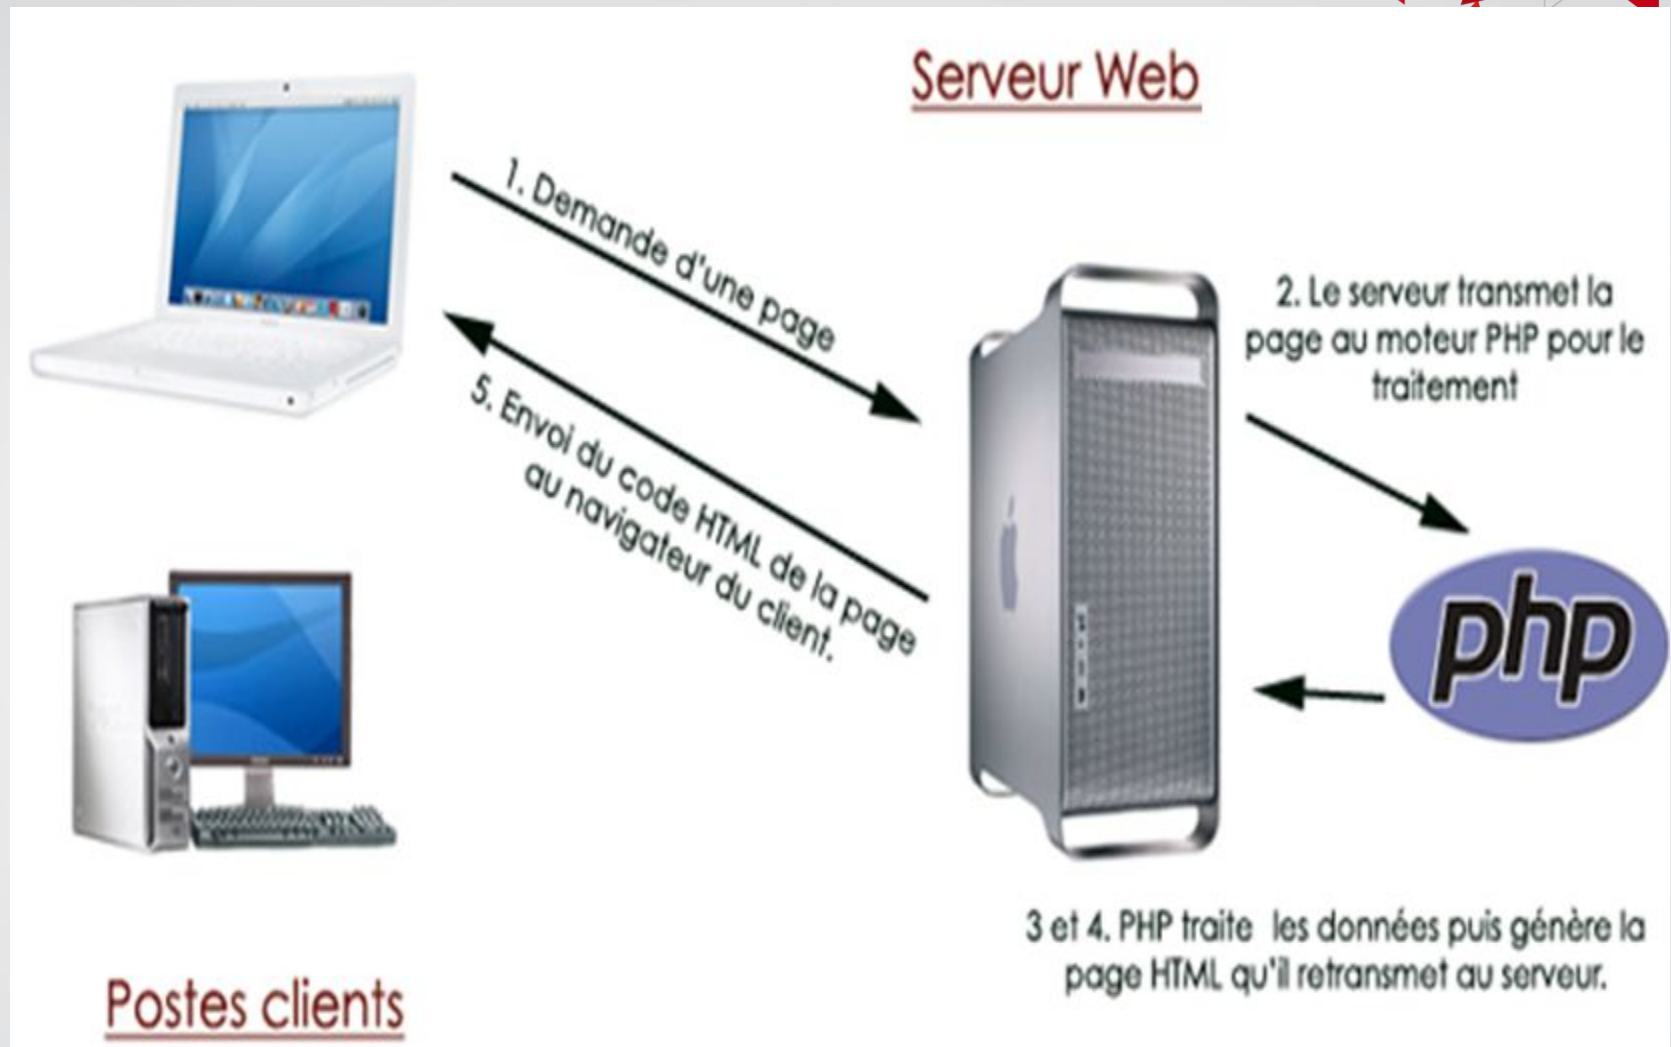 Serveur Web
1. Demande d'une page
2. Le serveur transmet la
page au moteur PHP pour le
traitement
php
3 et 4. PHP traite les données puis génère la
page HTML qu'il retransmet au serveur.
5. Envoi du code HTML de la page
au navigateur du client.
Postes clients